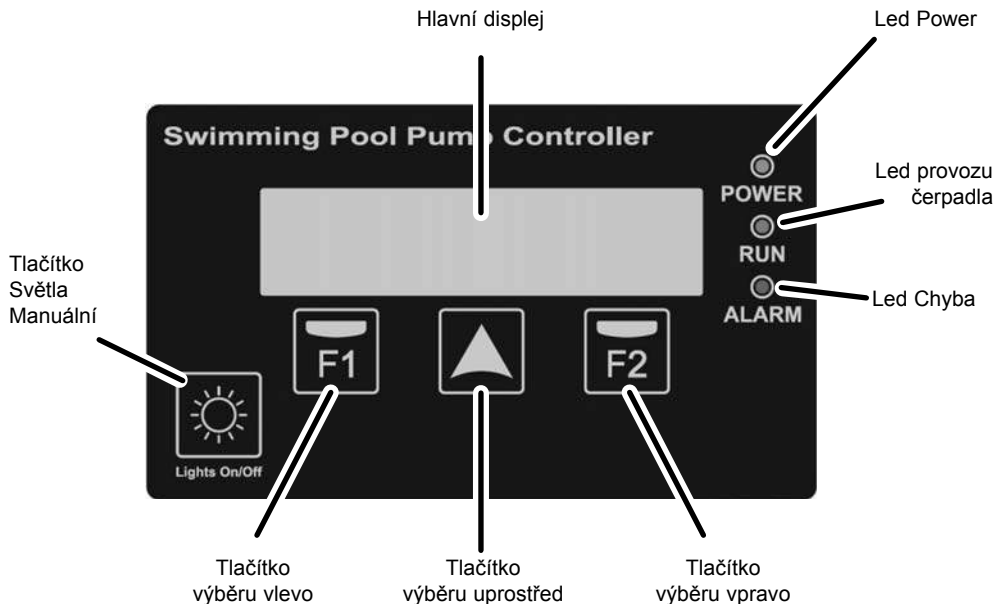 Hlavní displej
Led Power
Swimming Pool Pump Controller
POWER
Led provozu
čerpadla
RUN
Tlačítko
Světla
Manuální
Led Chyba
ALARM
F1
F2
Lights On/Off
Tlačítko
výběru vlevo
Tlačítko
výběru uprostřed
Tlačítko
výběru vpravo